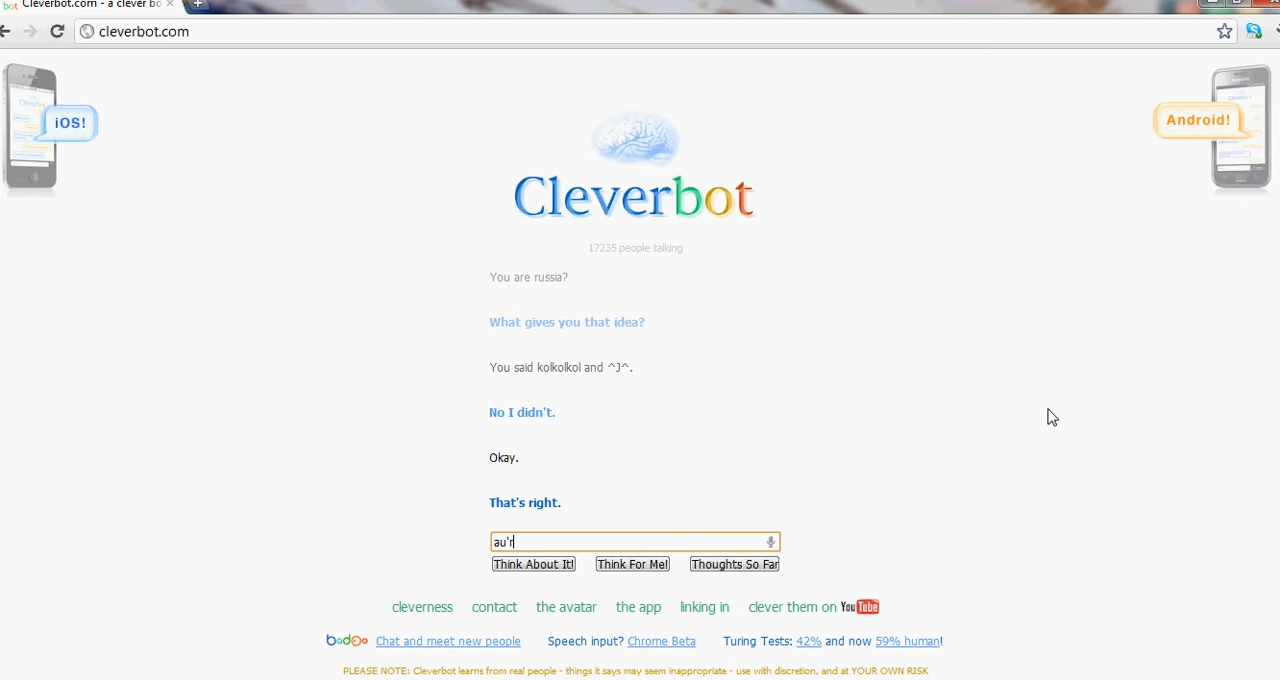 Cleverbot.com - a clever bo
cleverbot.com
iOS!
Android!
Cleverbot
17235 people talking
You are russia?
What gives you that idea?
You said kolkolkol and ^J^.
No I didn't.
Okay.
That's right.
au'r
Think About It! Think For Me! Thoughts So Far
cleverness contact the avatar the app linking in clever them on YouTube
badoo Chat and meet new people Speech input? Chrome Beta Turing Tests: 42% and now 59% human!
PLEASE NOTE: Cleverbot learns from real people - things it says may seem inappropriate - use with discretion, and at YOUR OWN RISK